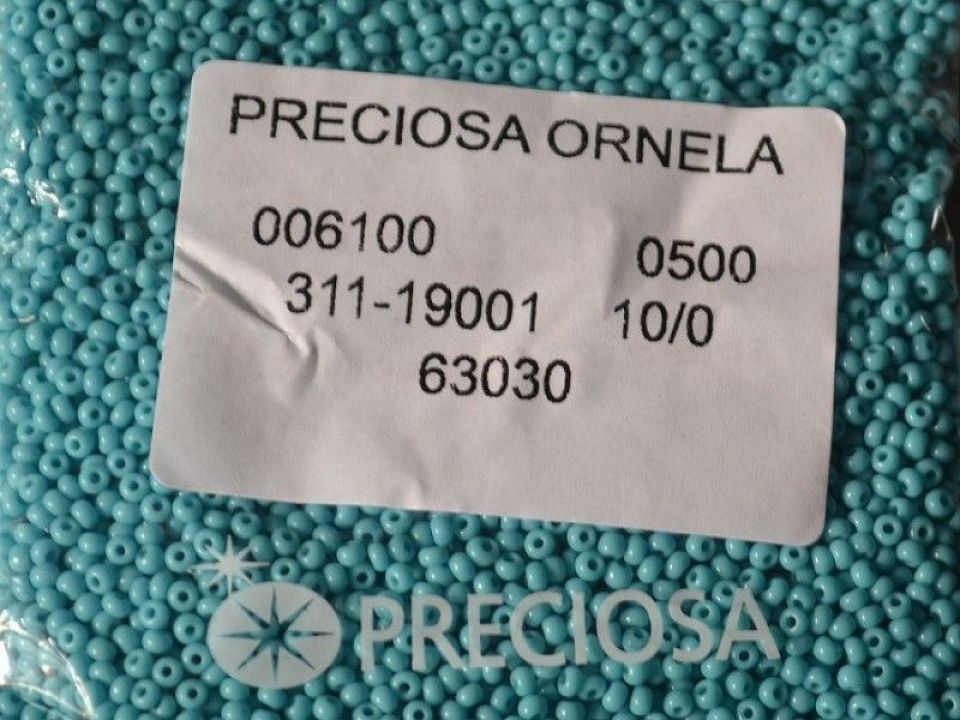 PRECIOSA ORNELA
006100 0500
311-19001 10/0
63030
PRECIOSA